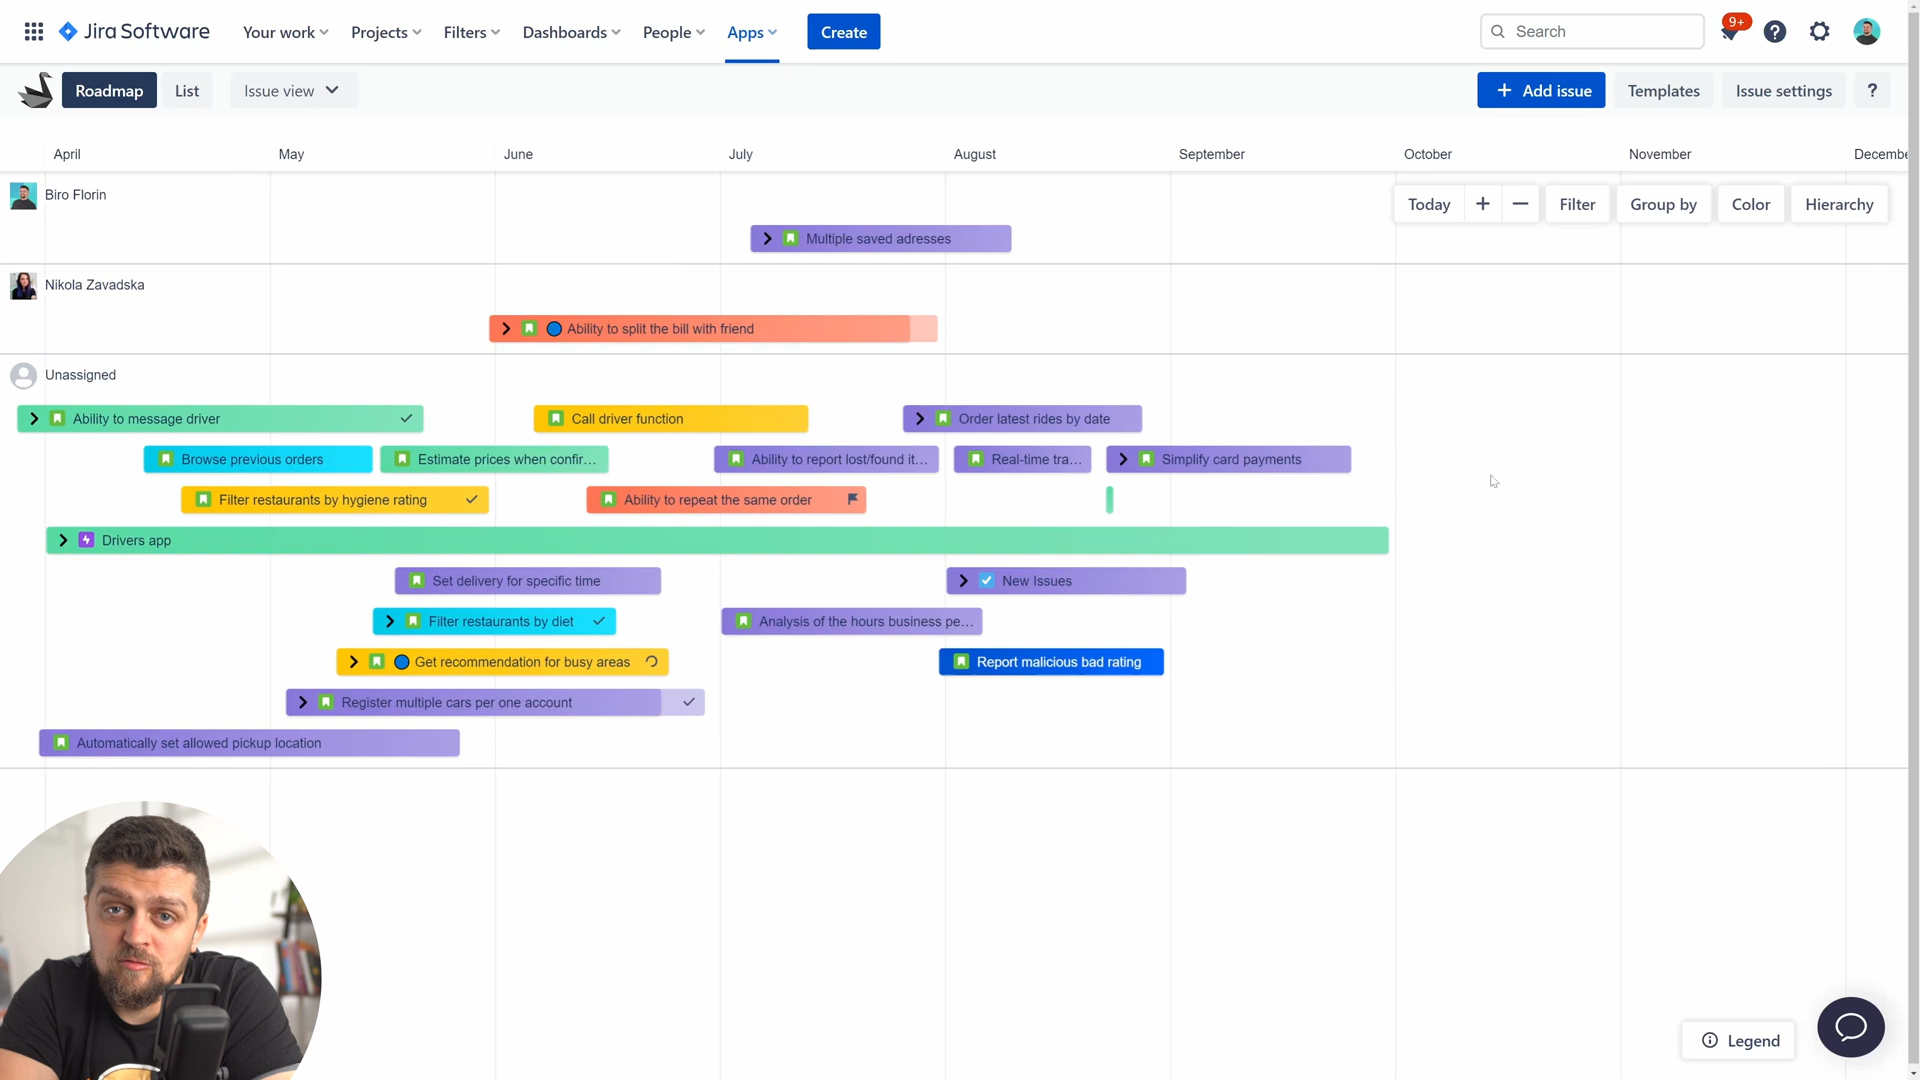 Jira Software Your work Projects Filters Dashboards People Apps Create Search 9+ ?
Roadmap List Issue view + Add issue Templates Issue settings ?
April May June July August September October November Decembe
Biro Florin
Today + − Filter Group by Color Hierarchy
Multiple saved adresses
Nikola Zavadska
Ability to split the bill with friend
Unassigned
Ability to message driver Call driver function Order latest rides by date
Browse previous orders Estimate prices when confir... Ability to report lost/found it... Real-time tra... Simplify card payments
Filter restaurants by hygiene rating Ability to repeat the same order
Drivers app
Set delivery for specific time New Issues
Filter restaurants by diet Analysis of the hours business pe...
Get recommendation for busy areas Report malicious bad rating
Register multiple cars per one account
Automatically set allowed pickup location
Legend